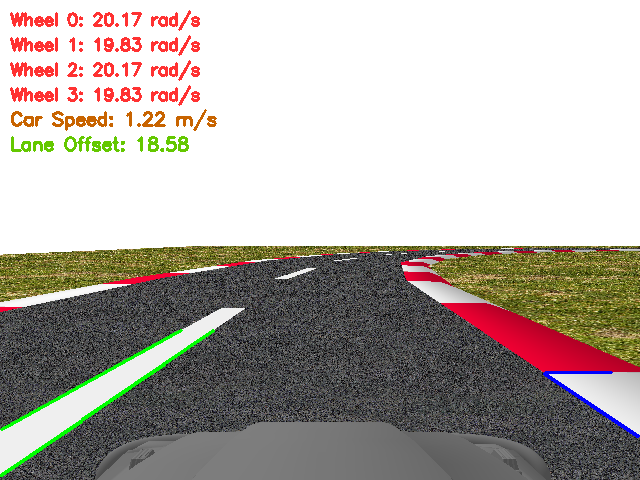 Wheel 0: 20.17 rad/s
Wheel 1: 19.83 rad/s
Wheel 2: 20.17 rad/s
Wheel 3: 19.83 rad/s
Car Speed: 1.22 m/s
Lane Offset: 18.58